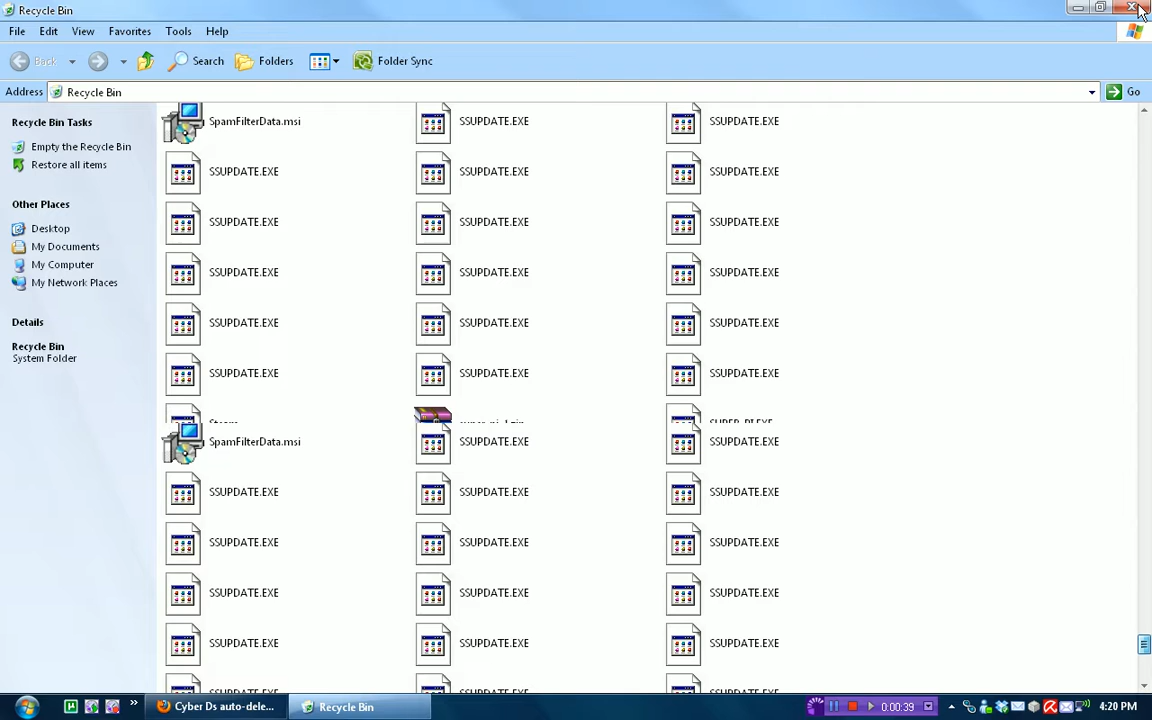 Recycle Bin
File Edit View Favorites Tools Help
Back Search Folders Folder Sync
Address Recycle Bin Go
Recycle Bin Tasks
Empty the Recycle Bin
Restore all items
Other Places
Desktop
My Documents
My Computer
My Network Places
Details
Recycle Bin
System Folder
SpamFilterData.msi SSUPDATE.EXE SSUPDATE.EXE
SSUPDATE.EXE SSUPDATE.EXE SSUPDATE.EXE
SSUPDATE.EXE SSUPDATE.EXE SSUPDATE.EXE
SSUPDATE.EXE SSUPDATE.EXE SSUPDATE.EXE
SSUPDATE.EXE SSUPDATE.EXE SSUPDATE.EXE
SSUPDATE.EXE SSUPDATE.EXE SSUPDATE.EXE
SpamFilterData.msi SSUPDATE.EXE SSUPDATE.EXE
SSUPDATE.EXE SSUPDATE.EXE SSUPDATE.EXE
SSUPDATE.EXE SSUPDATE.EXE SSUPDATE.EXE
SSUPDATE.EXE SSUPDATE.EXE SSUPDATE.EXE
SSUPDATE.EXE SSUPDATE.EXE SSUPDATE.EXE
SSUPDATE.EXE SSUPDATE.EXE SSUPDATE.EXE
Cyber Ds auto-dele... Recycle Bin 0:00:39 4:20 PM